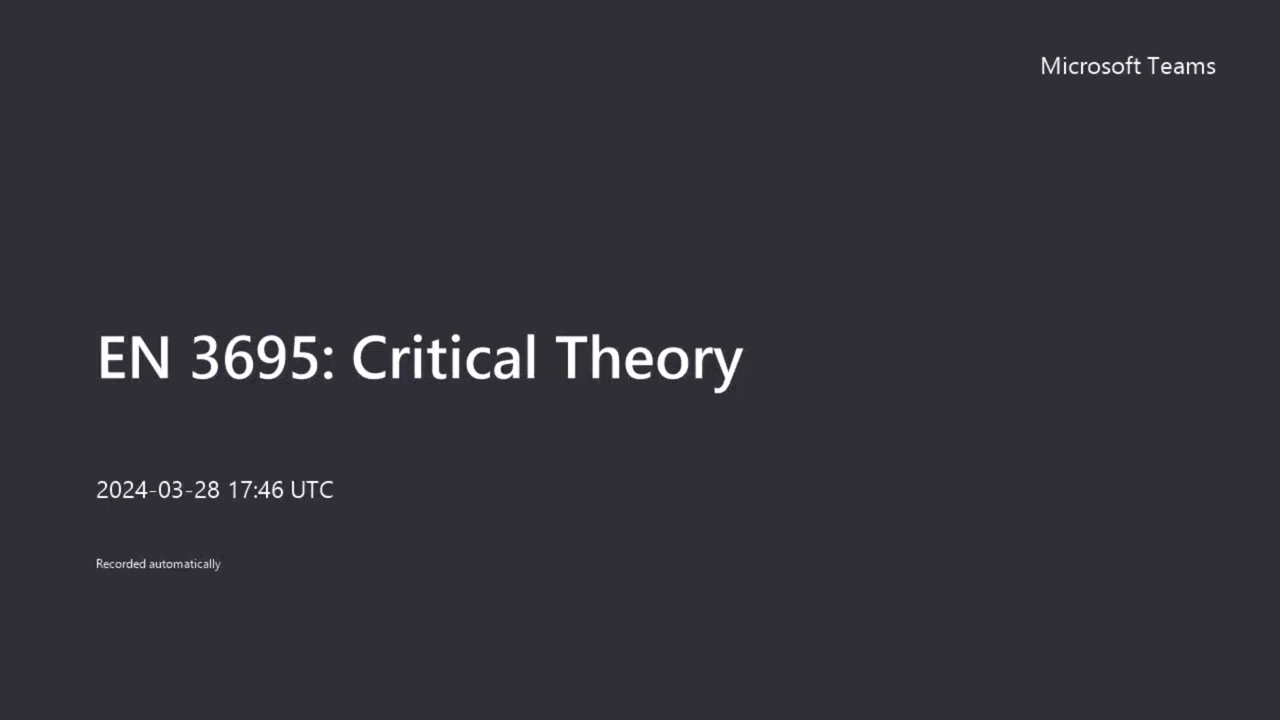 Microsoft Teams
EN 3695: Critical Theory
2024-03-28 17:46 UTC
Recorded automatically